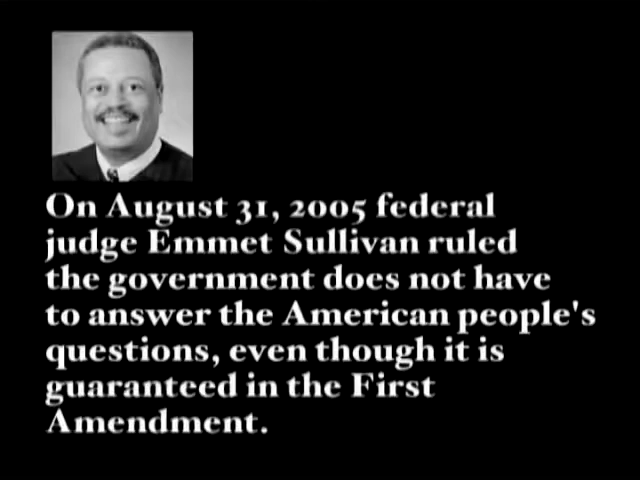 On August 31, 2005 federal
judge Emmet Sullivan ruled
the government does not have
to answer the American people's
questions, even though it is
guaranteed in the First
Amendment.